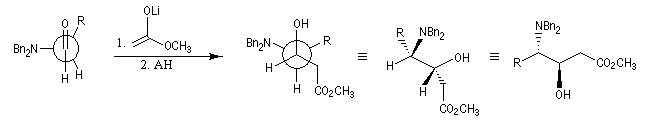 O R
Bn₂N
H H
OLi
1. OCH₃
2. AH
OH
Bn₂N R
H
H
CO₂CH₃
≡
R NBn₂
H OH
H
CO₂CH₃
≡
NBn₂
R CO₂CH₃
OH